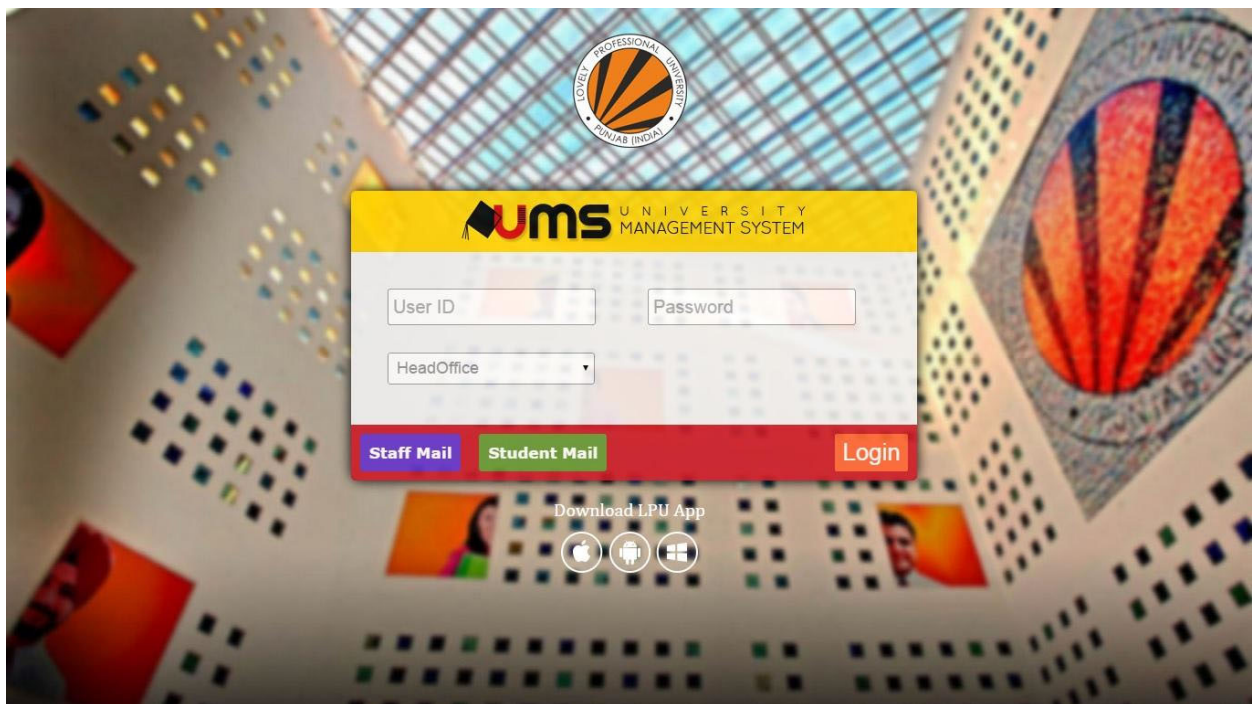 LOVELY PROFESSIONAL UNIVERSITY
PUNJAB (INDIA)
UMS UNIVERSITY
MANAGEMENT SYSTEM
User ID
Password
HeadOffice
Staff Mail
Student Mail
Login
Download LPU App